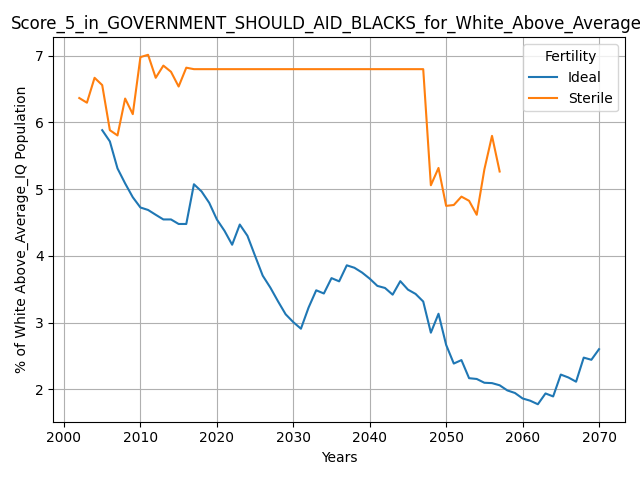 Score_5_in_GOVERNMENT_SHOULD_AID_BLACKS_for_White_Above_Average
Fertility
Ideal
Sterile
% of White Above_Average_IQ Population
7
6
5
4
3
2
2000 2010 2020 2030 2040 2050 2060 2070
Years